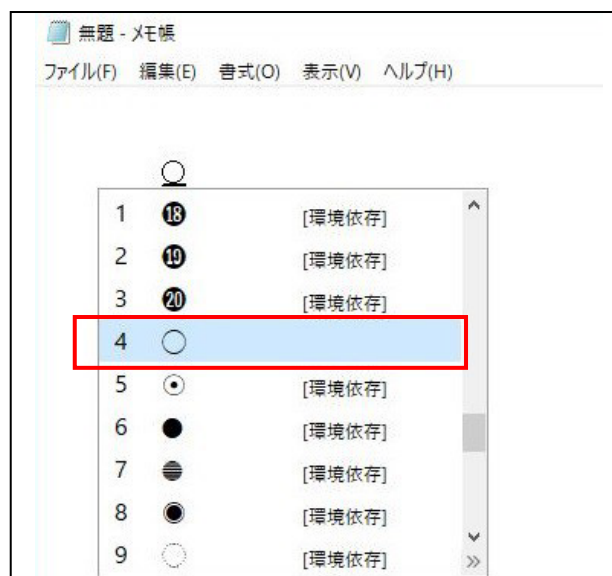 無題 - メモ帳
ファイル(F) 編集(E) 書式(O) 表示(V) ヘルプ(H)
○
1 ⓲ [環境依存]
2 ⓳ [環境依存]
3 ⓴ [環境依存]
4 ○
5 ☉ [環境依存]
6 ● [環境依存]
7 ◍ [環境依存]
8 ◉ [環境依存]
9 ◌ [環境依存]